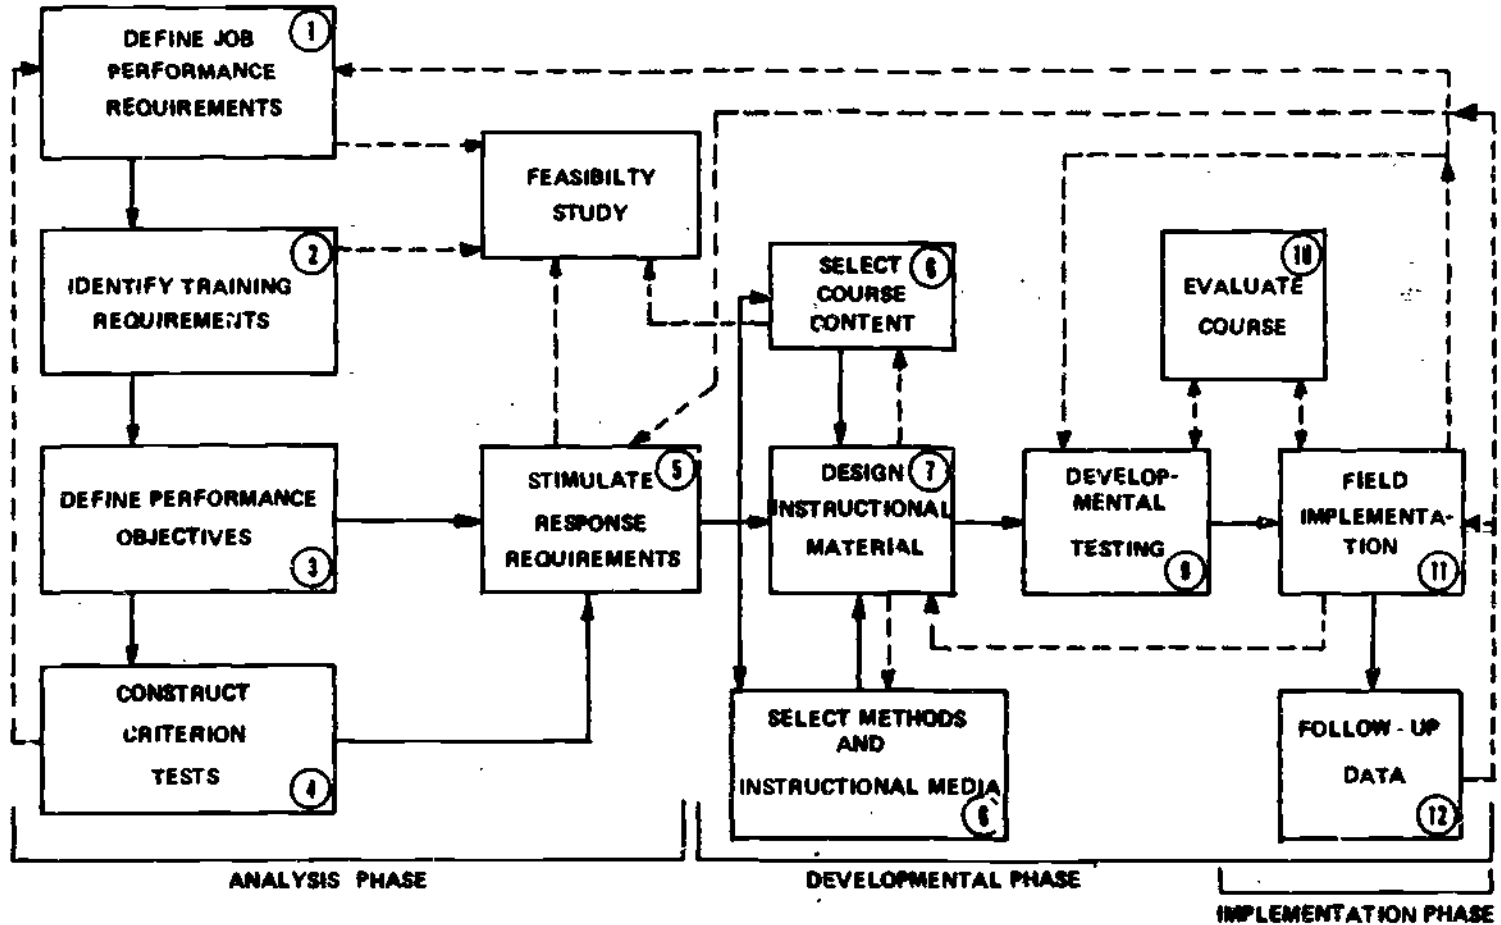 DEFINE JOB
PERFORMANCE
REQUIREMENTS
1
FEASIBILTY
STUDY
IDENTIFY TRAINING
REQUIREMENTS
2
SELECT
COURSE
CONTENT
6
EVALUATE
COURSE
10
DEFINE PERFORMANCE
OBJECTIVES
3
STIMULATE
RESPONSE
REQUIREMENTS
5
DESIGN
INSTRUCTIONAL
MATERIAL
7
DEVELOP-
MENTAL
TESTING
FIELD
IMPLEMENTA-
TION
11
CONSTRUCT
CRITERION
TESTS
4
SELECT METHODS
AND
INSTRUCTIONAL MEDIA
FOLLOW-UP
DATA
12
ANALYSIS PHASE
DEVELOPMENTAL PHASE
IMPLEMENTATION PHASE